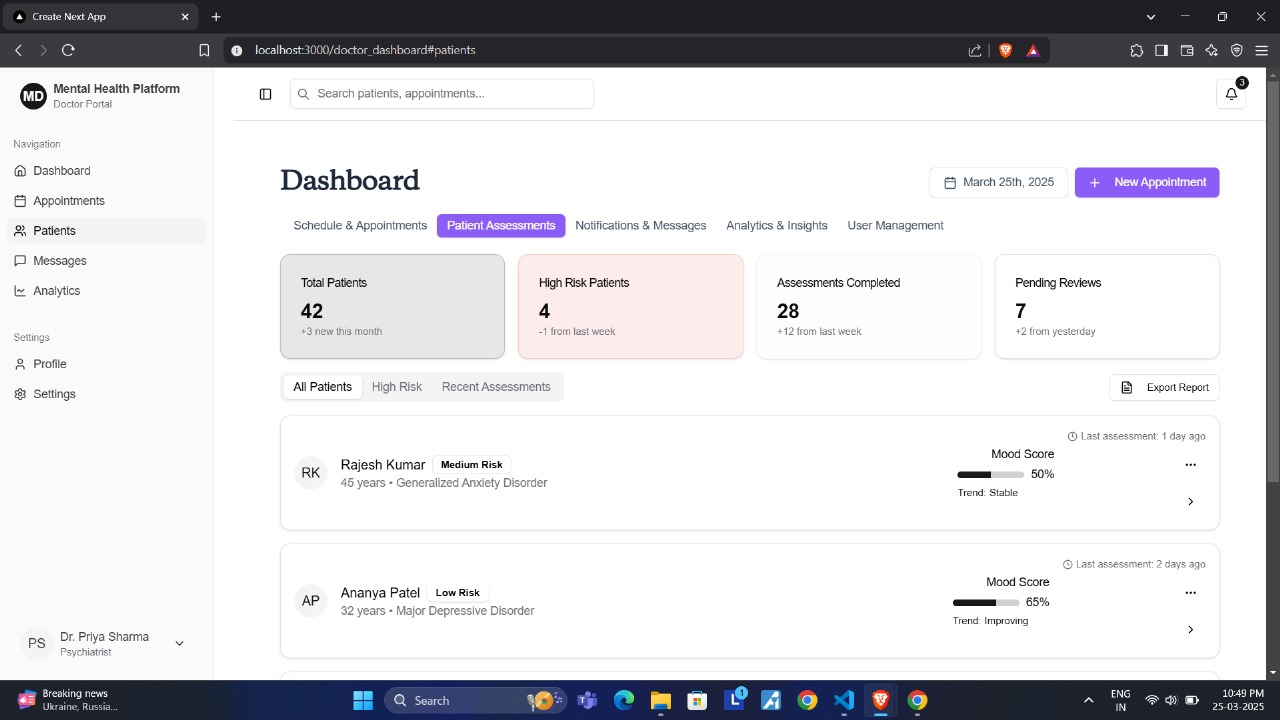 Create Next App
localhost:3000/doctor_dashboard#patients
MD
Mental Health Platform
Doctor Portal
Search patients, appointments...
3
Navigation
Dashboard
Appointments
Patients
Messages
Analytics
Settings
Profile
Settings
PS
Dr. Priya Sharma
Psychiatrist
Dashboard
March 25th, 2025
+ New Appointment
Schedule & Appointments
Patient Assessments
Notifications & Messages
Analytics & Insights
User Management
Total Patients
42
+3 new this month
High Risk Patients
4
-1 from last week
Assessments Completed
28
+12 from last week
Pending Reviews
7
+2 from yesterday
All Patients
High Risk
Recent Assessments
Export Report
RK
Rajesh Kumar
Medium Risk
45 years • Generalized Anxiety Disorder
Last assessment: 1 day ago
Mood Score
50%
Trend: Stable
AP
Ananya Patel
Low Risk
32 years • Major Depressive Disorder
Last assessment: 2 days ago
Mood Score
65%
Trend: Improving
Breaking news
Ukraine, Russia...
Search
L
1
ENG
IN
10:49 PM
25-03-2025